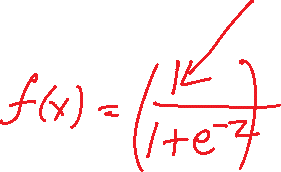 f(x) = (1 / (1 + e^{-z}))